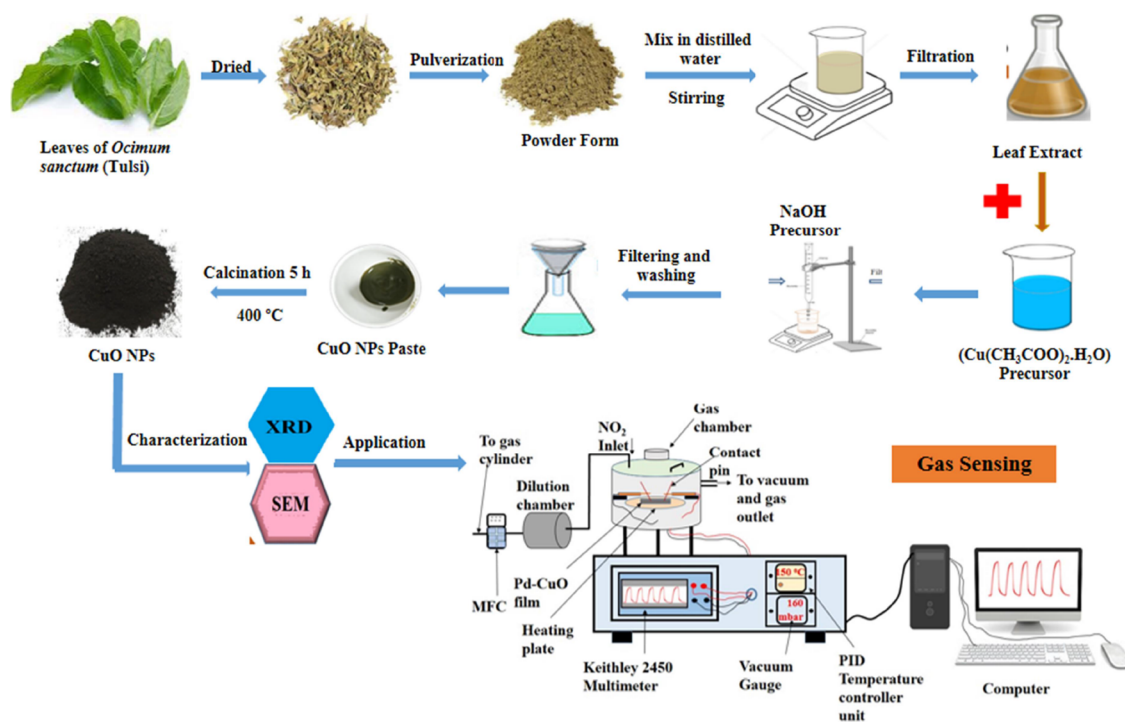 Dried
Pulverization
Mix in distilled
water
Stirring
Filtration
Leaves of Ocimum
sanctum (Tulsi)
Powder Form
Leaf Extract
CuO NPs
Calcination 5 h
400 °C
CuO NPs Paste
Filtering and
washing
NaOH
Precursor
Filt
(Cu(CH₃COO)₂.H₂O)
Precursor
Characterization
XRD
SEM
Application
To gas
cylinder
MFC
Dilution chamber
NO₂
Inlet
Gas
chamber
Contact
pin
To vacuum
and gas
outlet
Pd-CuO
film
Heating
plate
Keithley 2450
Multimeter
150 °C
160
mbar
Vacuum
Gauge
PID
Temperature
controller
unit
Gas Sensing
Computer